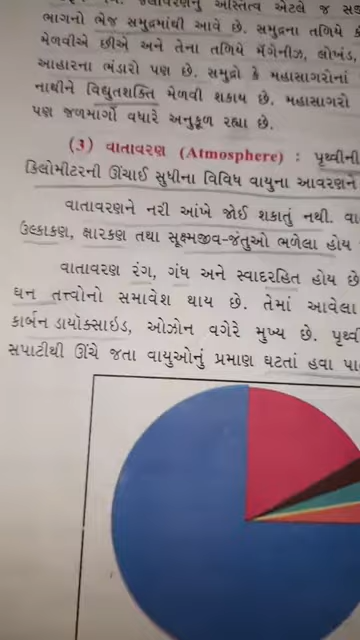 ભાગનો ભેજ સમુદ્રમાંથી આવે છે. સમુદ્રના તળિયે
મેળવીએ છીએ અને તેના તળિયે મેંગેનીઝ, લોખંડ,
આહારના ભંડારો પણ છે. સમુદ્રો કે મહાસાગરોનાં
નાથીને વિદ્યુતશક્તિ મેળવી શકાય છે. મહાસાગરો
પણ જળમાર્ગો વધારે અનુકૂળ રહ્યા છે.
(3) વાતાવરણ (Atmosphere) : પૃથ્વીની
કિલોમીટરની ઊંચાઈ સુધીના વિવિધ વાયુના આવરણને
વાતાવરણને નરી આંખે જોઈ શકાતું નથી. વા
ઉલ્કાકણ, ક્ષારકણ તથા સૂક્ષ્મજીવ-જંતુઓ ભળેલા હોય
વાતાવરણ રંગ, ગંધ અને સ્વાદરહિત હોય છે
ઘન તત્ત્વોનો સમાવેશ થાય છે. તેમાં આવેલા
કાર્બન ડાયૉક્સાઇડ, ઓઝોન વગેરે મુખ્ય છે. પૃથ્વી
સપાટીથી ઊંચે જતા વાયુઓનું પ્રમાણ ઘટતાં હવા પા